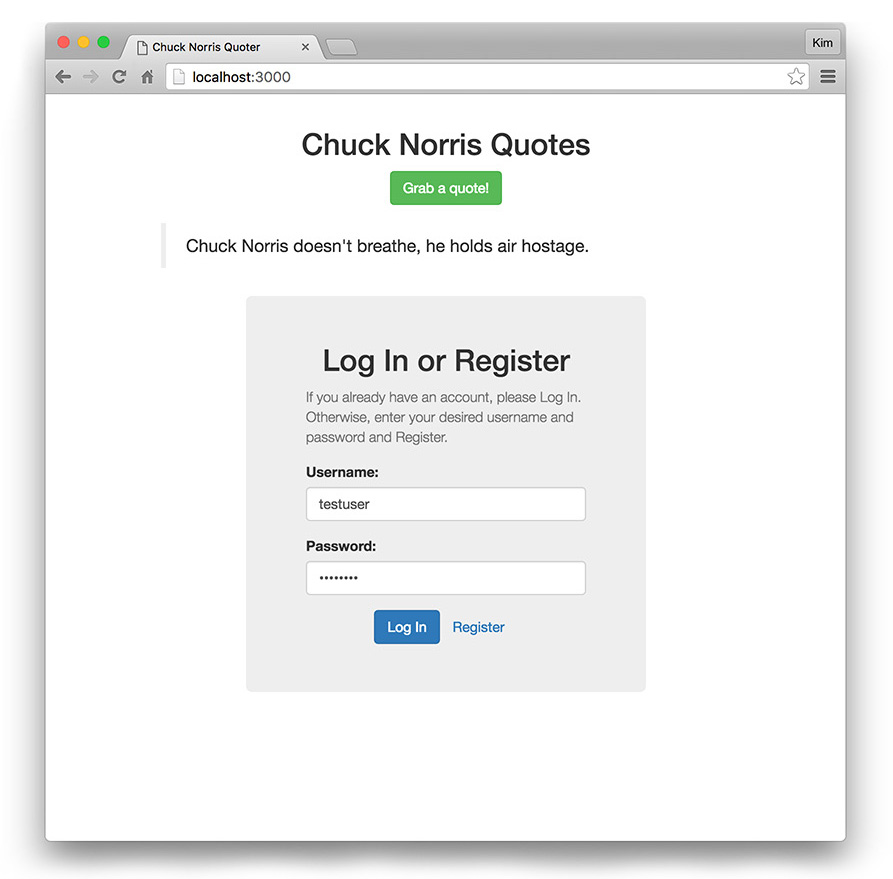 Chuck Norris Quoter
Kim
localhost:3000
Chuck Norris Quotes
Grab a quote!
Chuck Norris doesn't breathe, he holds air hostage.
Log In or Register
If you already have an account, please Log In.
Otherwise, enter your desired username and
password and Register.
Username:
testuser
Password:
••••••••
Log In Register